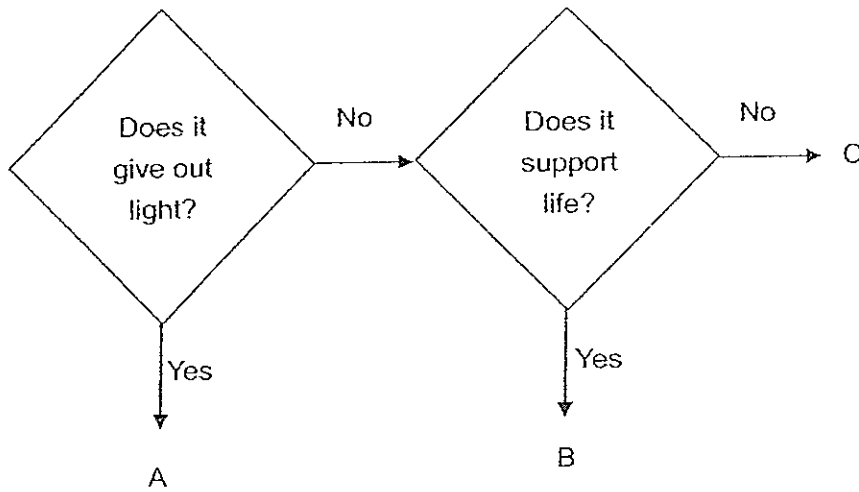 Does it
give out
light?
No
Does it
support
life?
No
C
Yes
A
Yes
B